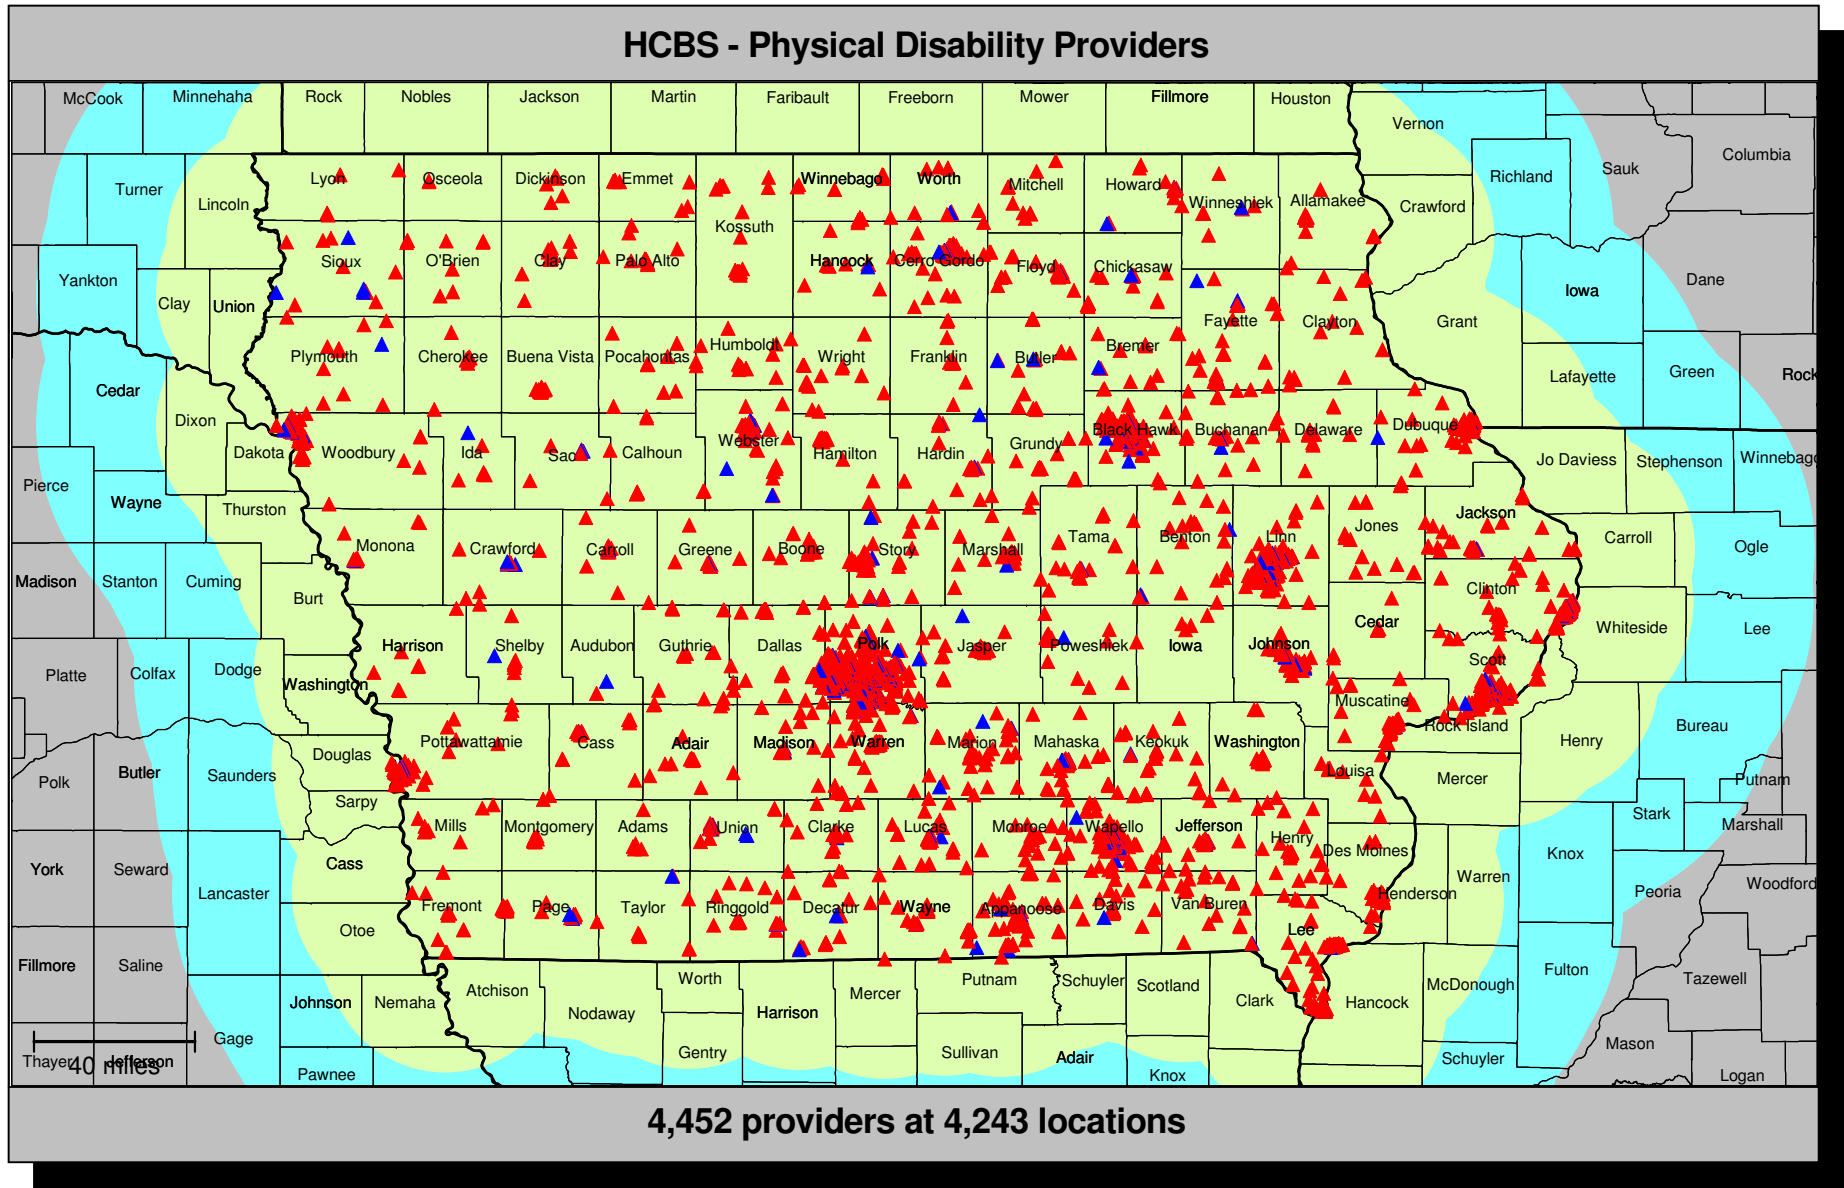 HCBS - Physical Disability Providers
McCook Minnehaha Rock Nobles Jackson Martin Faribault Freeborn Mower Fillmore Houston
Vernon
Sauk Columbia
Turner Lincoln Lyon Osceola Dickinson Emmet Winnebago Worth Mitchell Howard Winneshiek Allamakee Crawford Richland
Kossuth
Yankton Clay Union Sioux O'Brien Clay Palo Alto Hancock Cerro Gordo Floyd Chickasaw Iowa Dane
Fayette Clayton Grant
Cedar Plymouth Cherokee Buena Vista Pocahontas Humboldt Wright Franklin Butler Bremer Lafayette Green Rock
Dixon
Dakota Woodbury Ida Sac Calhoun Webster Hamilton Hardin Grundy Black Hawk Buchanan Delaware Dubuque Jo Daviess Stephenson Winnebago
Pierce Wayne Thurston
Monona Crawford Carroll Greene Boone Story Marshall Tama Benton Linn Jones Jackson Carroll Ogle
Madison Stanton Cuming Burt Clinton
Harrison Shelby Audubon Guthrie Dallas Polk Jasper Poweshiek Iowa Johnson Cedar Scott Whiteside Lee
Platte Colfax Dodge Washington
Muscatine Rock Island Henry Bureau
Polk Butler Saunders Douglas Pottawattamie Cass Adair Madison Warren Marion Mahaska Keokuk Washington Louisa Mercer Putnam
Sarpy Mills Montgomery Adams Union Clarke Lucas Monroe Wapello Jefferson Henry Des Moines Stark Marshall
York Seward Lancaster Cass Knox
Warren Henderson Peoria Woodford
Fremont Page Taylor Ringgold Decatur Wayne Appanoose Davis Van Buren Lee
Otoe
Fillmore Saline Johnson Nemaha Atchison Nodaway Worth Harrison Mercer Putnam Schuyler Scotland Clark Hancock McDonough Fulton Tazewell
Thayer Jefferson Gage Pawnee Gentry Sullivan Adair Knox Schuyler Mason Logan
40 miles
4,452 providers at 4,243 locations